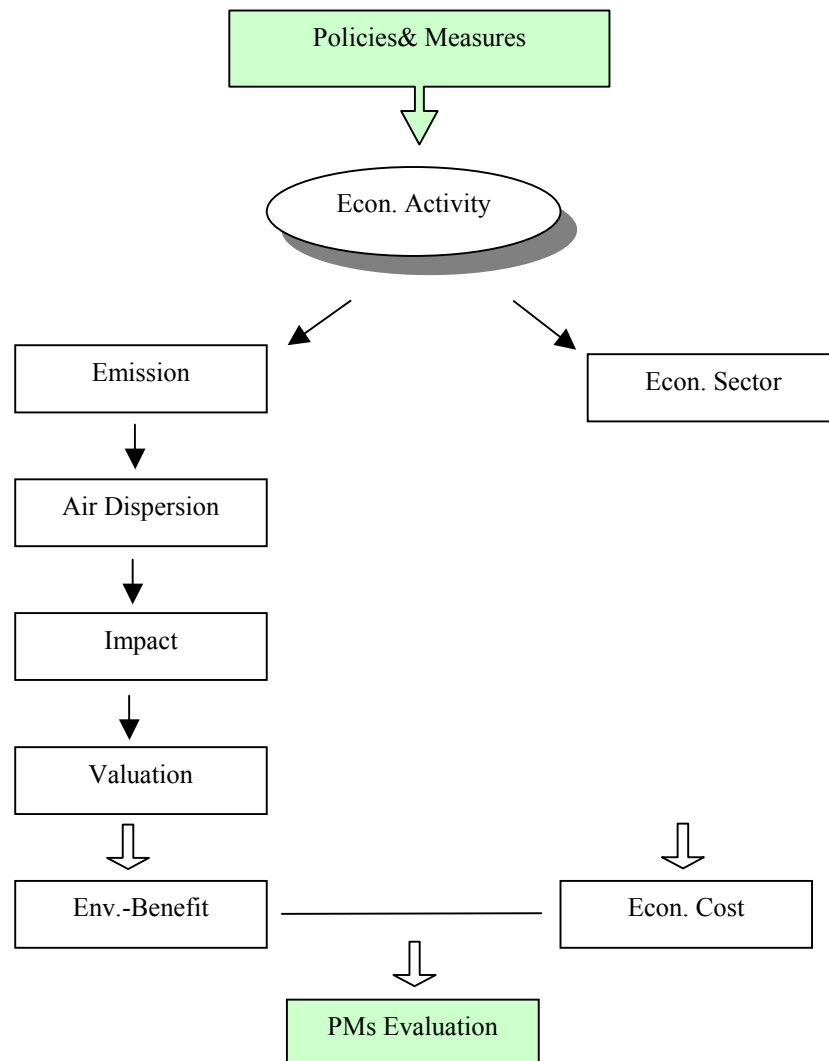 Policies& Measures
Econ. Activity
Emission
Econ. Sector
Air Dispersion
Impact
Valuation
Env.-Benefit
Econ. Cost
PMs Evaluation